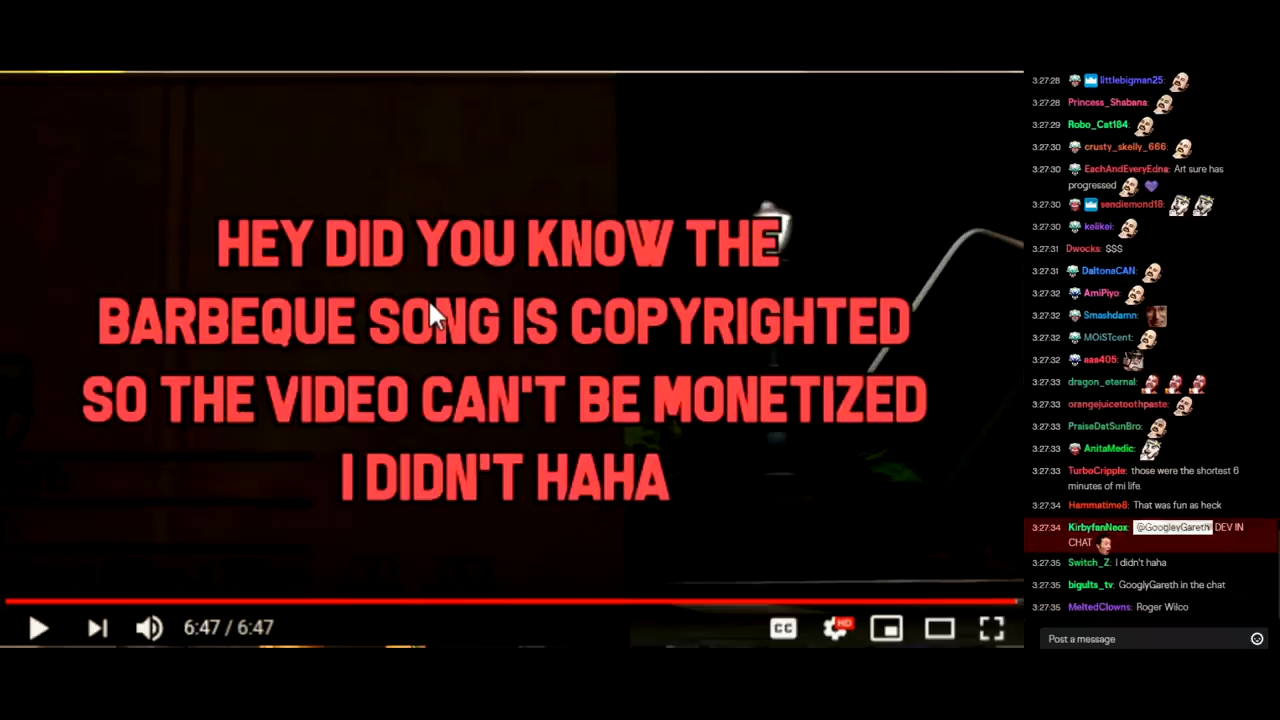 HEY DID YOU KNOW THE
BARBEQUE SONG IS COPYRIGHTED
SO THE VIDEO CAN'T BE MONETIZED
I DIDN'T HAHA
6:47 / 6:47
CC
HD
3:27:28 littlebigman25:
3:27:28 Princess_Shabana:
3:27:29 Robo_Cat184:
3:27:30 crusty_skelly_666:
3:27:30 EachAndEveryEdna: Art sure has
progressed
3:27:30 sendiemond18:
3:27:30 kelikei:
3:27:31 Dwocks: $$$
3:27:31 DaltonaCAN:
3:27:32 AmiPiyo:
3:27:32 Smashdamn:
3:27:32 MOiSTcent:
3:27:32 aaa405:
3:27:33 dragon_eternal:
3:27:33 orangejuicetoothpaste:
3:27:33 PraiseDatSunBro:
3:27:33 AnitaMedic:
3:27:33 TurboCripple: those were the shortest 6
minutes of mi life.
3:27:34 Hammatime8: That was fun as heck
3:27:34 KirbyfanNeox: @GoogleyGareth DEV IN
CHAT
3:27:35 Switch_Z: I didn't haha
3:27:35 bigults_tv: GooglyGareth in the chat
3:27:35 MeltedClowns: Roger Wilco
Post a message